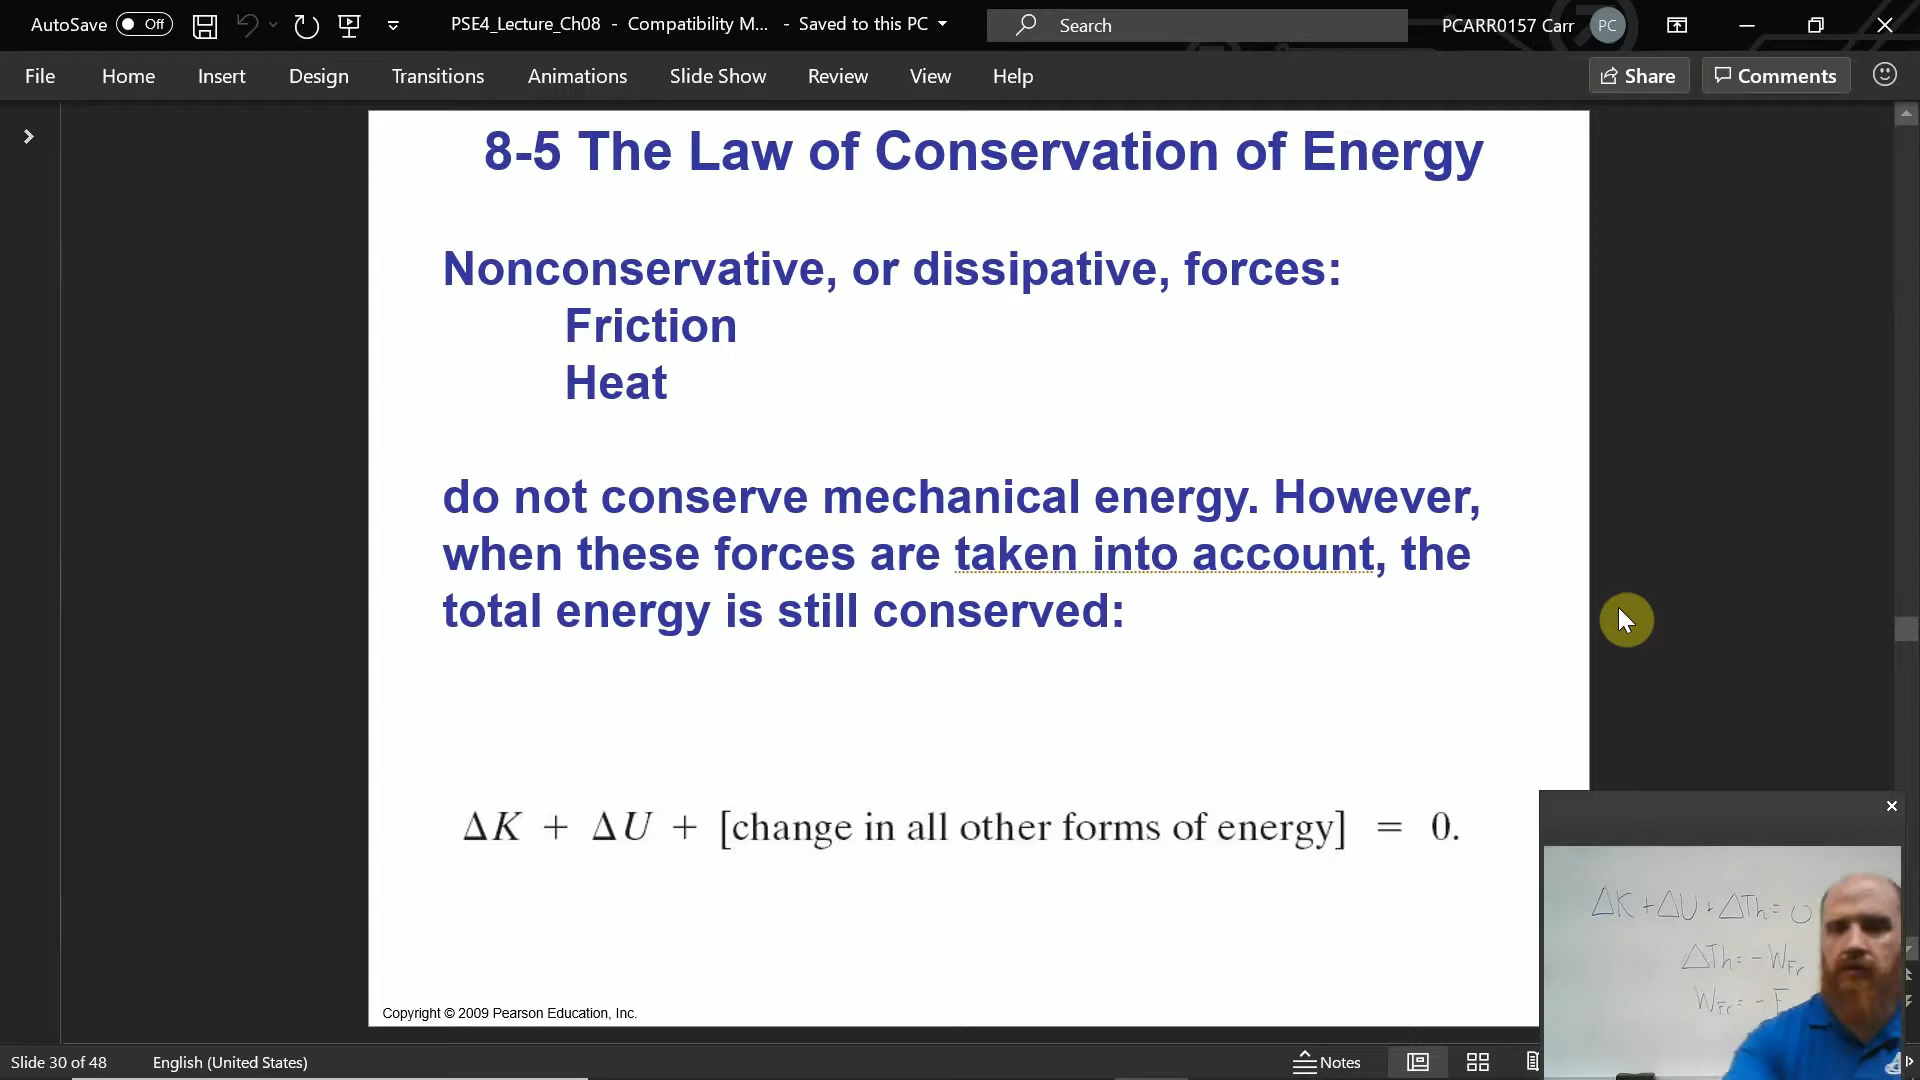 AutoSave Off PSE4_Lecture_Ch08 - Compatibility M... - Saved to this PC Search PCARR0157 Carr PC
File Home Insert Design Transitions Animations Slide Show Review View Help Share Comments
8-5 The Law of Conservation of Energy
Nonconservative, or dissipative, forces:
Friction
Heat
do not conserve mechanical energy. However,
when these forces are taken into account, the
total energy is still conserved:
ΔK + ΔU + [change in all other forms of energy] = 0.
ΔK + ΔU + ΔTh = 0
ΔTh = - WFr
WFr = - F
Copyright © 2009 Pearson Education, Inc.
Slide 30 of 48 English (United States) Notes